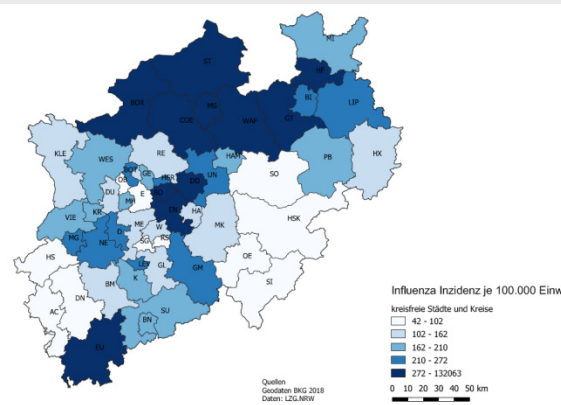 MI
ST
HF
BOR
MS
BI
LIP
COE
WAF
GT
KLE
RE
WES
HAM
PB
HX
BOT
GE
HER
UN
SO
OB
DO
DU
E
BO
MH
EN
HA
KR
VIE
ME
W
MK
HSK
MG
NE
D
SG
RS
HS
LEV
GL
GM
OE
BM
K
SI
DN
AC
SU
BN
EU
Influenza Inzidenz je 100.000 Einw
kreisfreie Städte und Kreise
42 - 102
102 - 162
162 - 210
210 - 272
272 - 132063
0 10 20 30 40 50 km
Quellen
Geodaten BKG 2018
Daten: LZG.NRW